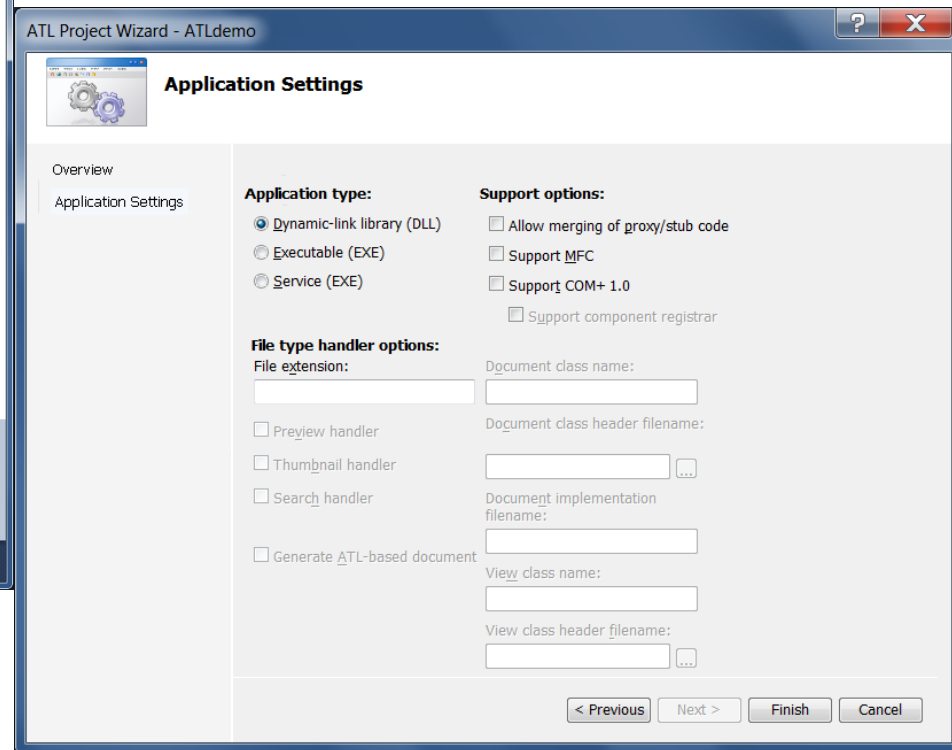 ATL Project Wizard - ATLdemo
Application Settings
Overview
Application Settings
Application type:
Dynamic-link library (DLL)
Executable (EXE)
Service (EXE)
Support options:
Allow merging of proxy/stub code
Support MFC
Support COM+ 1.0
Support component registrar
File type handler options:
File extension:
Preview handler
Thumbnail handler
Search handler
Generate ATL-based document
Document class name:
Document class header filename:
...
Document implementation
filename:
View class name:
View class header filename:
...
< Previous
Next >
Finish
Cancel